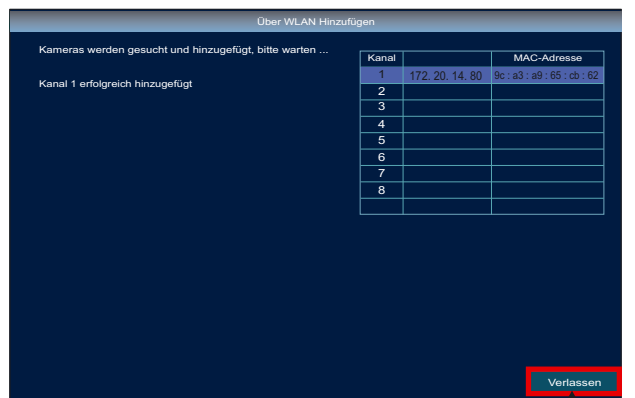 Über WLAN Hinzufügen
Kameras werden gesucht und hinzugefügt, bitte warten ...
Kanal 1 erfolgreich hinzugefügt
Kanal MAC-Adresse
1 172. 20. 14. 80 9c : a3 : a9 : 65 : cb : 62
2
3
4
5
6
7
8
Verlassen